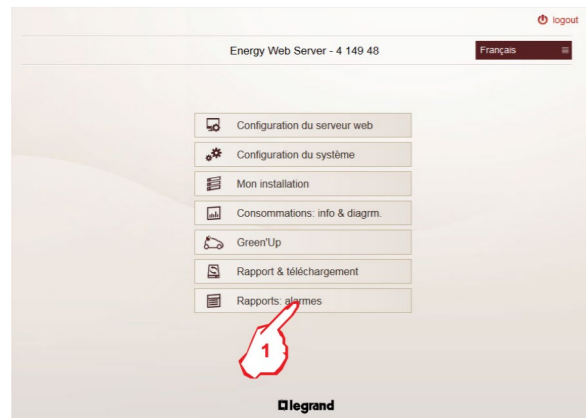 logout
Energy Web Server - 4 149 48
Français
Configuration du serveur web
Configuration du système
Mon installation
Consommations: info & diagrm.
Green'Up
Rapport & téléchargement
Rapports: alarmes
1
legrand